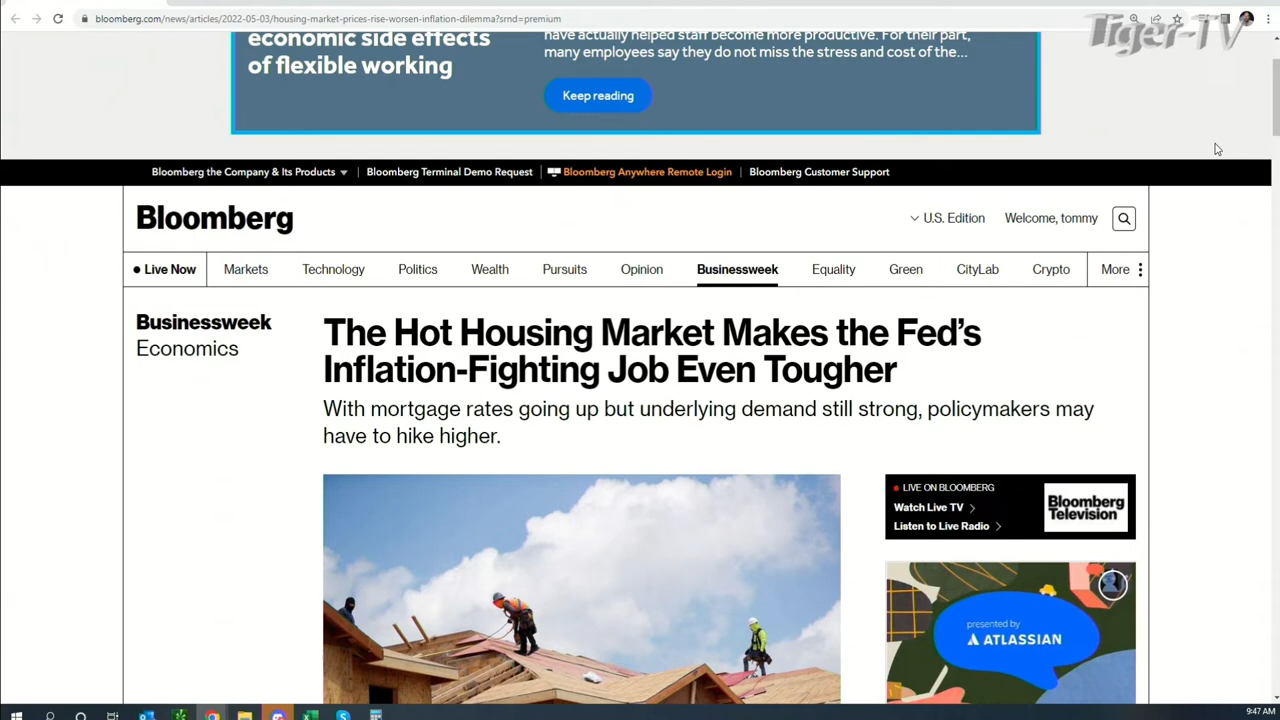 bloomberg.com/news/articles/2022-05-03/housing-market-prices-rise-worsen-inflation-dilemma?srnd=premium
Tiger-TV
economic side effects
of flexible working
have actually helped staff become more productive. For their part,
many employees say they do not miss the stress and cost of the...
Keep reading
Bloomberg the Company & Its Products | Bloomberg Terminal Demo Request | Bloomberg Anywhere Remote Login | Bloomberg Customer Support
Bloomberg
U.S. Edition Welcome, tommy
Live Now Markets Technology Politics Wealth Pursuits Opinion Businessweek Equality Green CityLab Crypto More
Businessweek
Economics
The Hot Housing Market Makes the Fed’s
Inflation-Fighting Job Even Tougher
With mortgage rates going up but underlying demand still strong, policymakers may
have to hike higher.
LIVE ON BLOOMBERG
Watch Live TV
Listen to Live Radio
Bloomberg
Television
presented by
ATLASSIAN
9:47 AM